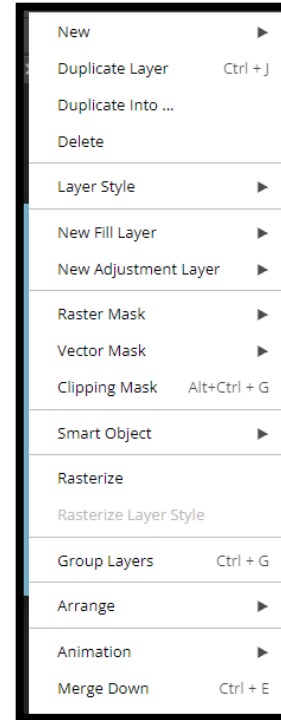 New ▶
Duplicate Layer Ctrl + J
Duplicate Into ...
Delete
Layer Style ▶
New Fill Layer ▶
New Adjustment Layer ▶
Raster Mask ▶
Vector Mask ▶
Clipping Mask Alt+Ctrl + G
Smart Object ▶
Rasterize
Rasterize Layer Style
Group Layers Ctrl + G
Arrange ▶
Animation ▶
Merge Down Ctrl + E